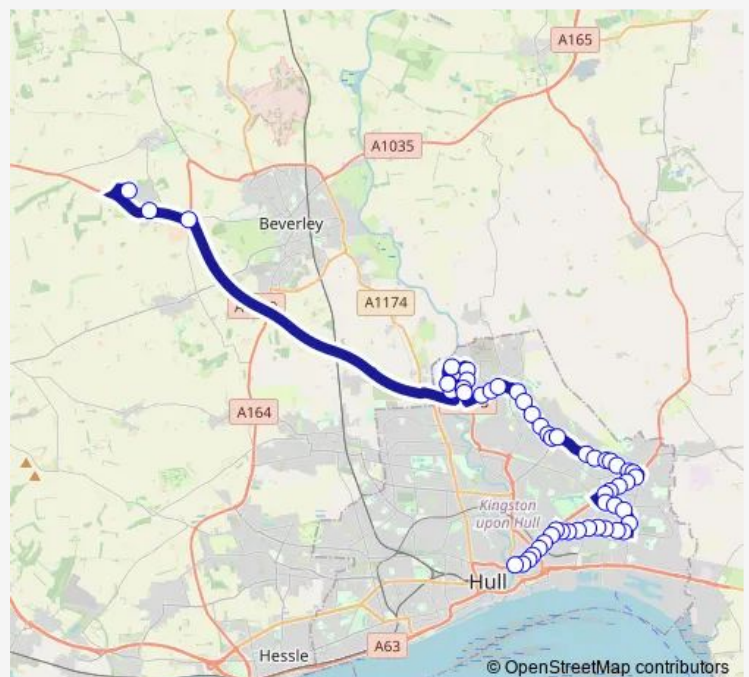 A165
A1035
Beverley
A1174
A164
Kingston
upon Hull
Hull
A63
Hessle
© OpenStreetMap contributors